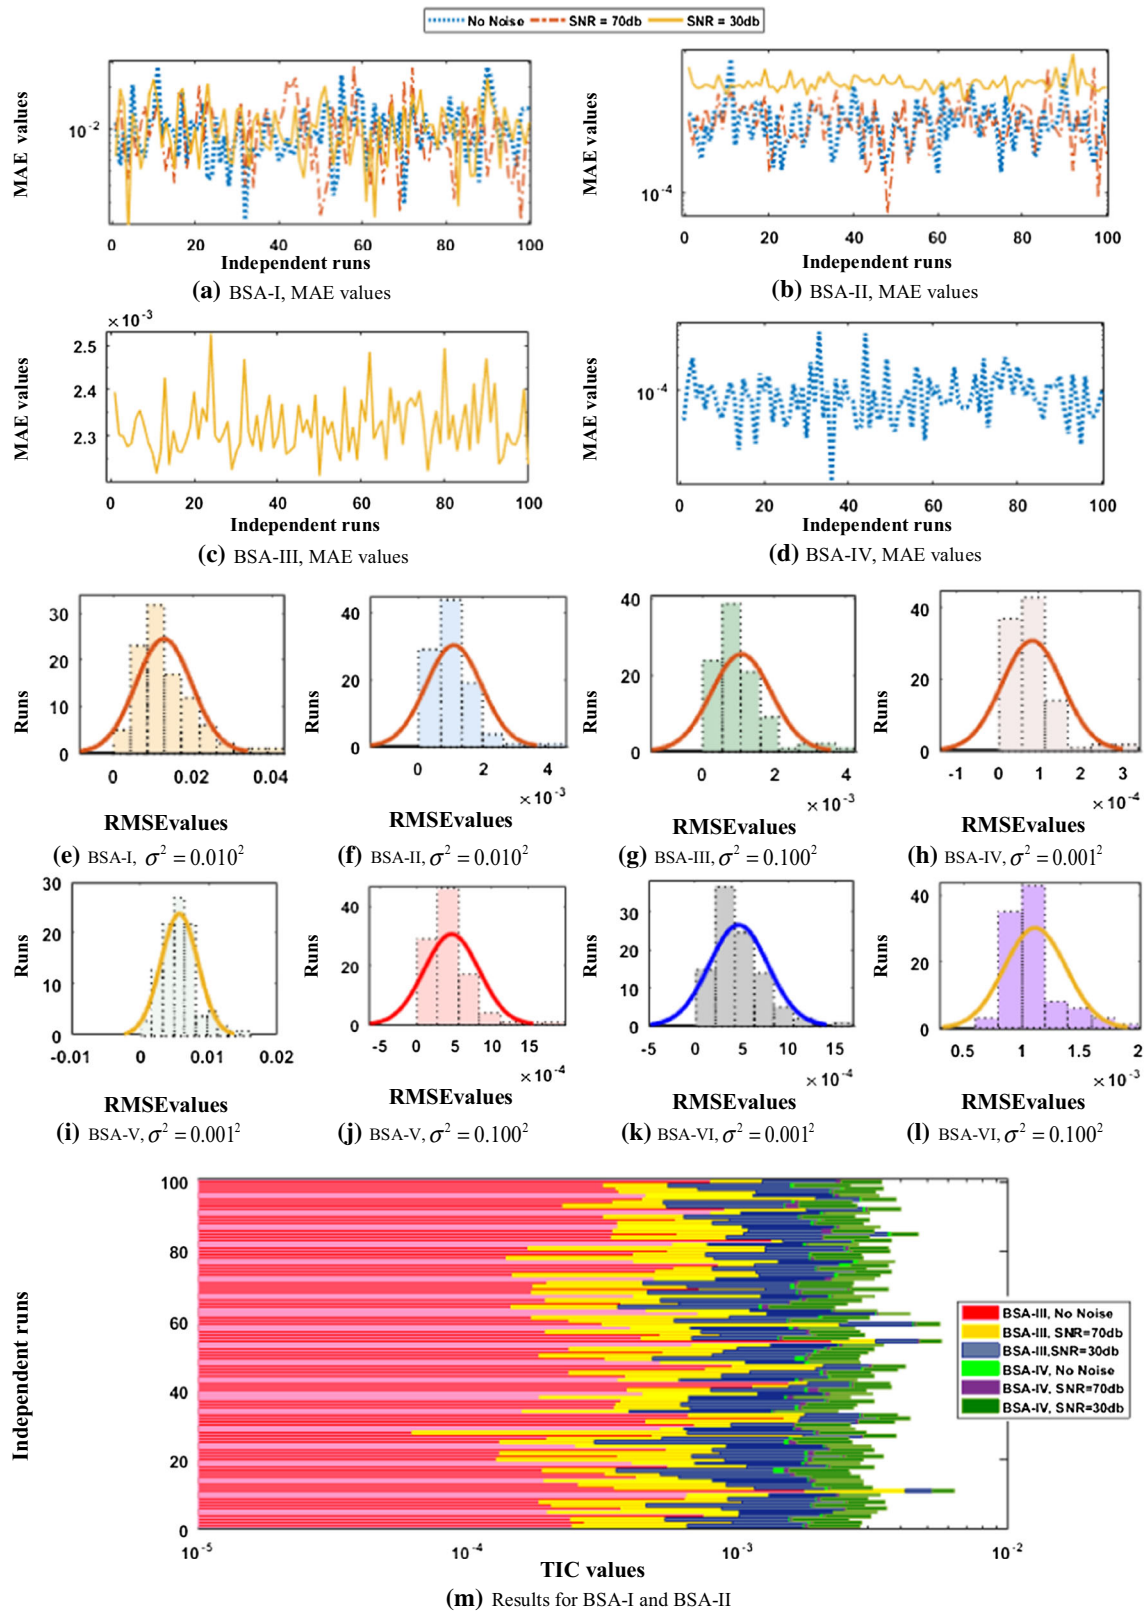 No Noise SNR = 70db SNR = 30db
MAE values
10^-2
0 20 40 60 80 100
Independent runs
(a) BSA-I, MAE values
MAE values
10^-4
0 20 40 60 80 100
Independent runs
(b) BSA-II, MAE values
×10^-3
MAE values
2.5
2.4
2.3
0 20 40 60 80 100
Independent runs
(c) BSA-III, MAE values
MAE values
10^-4
0 20 40 60 80 100
Independent runs
(d) BSA-IV, MAE values
Runs
30
20
10
0
0 0.02 0.04
RMSEvalues
(e) BSA-I, σ² = 0.010²
Runs
40
20
0
0 2 4
×10^-3
RMSEvalues
(f) BSA-II, σ² = 0.010²
Runs
40
20
0
0 2 4
×10^-3
RMSEvalues
(g) BSA-III, σ² = 0.100²
Runs
40
20
0
-1 0 1 2 3
×10^-4
RMSEvalues
(h) BSA-IV, σ² = 0.001²
Runs
30
20
10
0
-0.01 0 0.01 0.02
RMSEvalues
(i) BSA-V, σ² = 0.001²
Runs
40
20
0
-5 0 5 10 15
×10^-4
RMSEvalues
(j) BSA-V, σ² = 0.100²
Runs
30
20
10
0
-5 0 5 10 15
×10^-4
RMSEvalues
(k) BSA-VI, σ² = 0.001²
Runs
40
20
0
0.5 1 1.5 2
×10^-3
RMSEvalues
(l) BSA-VI, σ² = 0.100²
Independent runs
100
80
60
40
20
0
BSA-III, No Noise
BSA-III, SNR=70db
BSA-III,SNR=30db
BSA-IV, No Noise
BSA-IV, SNR=70db
BSA-IV, SNR=30db
10^-5 10^-4 10^-3 10^-2
TIC values
(m) Results for BSA-I and BSA-II